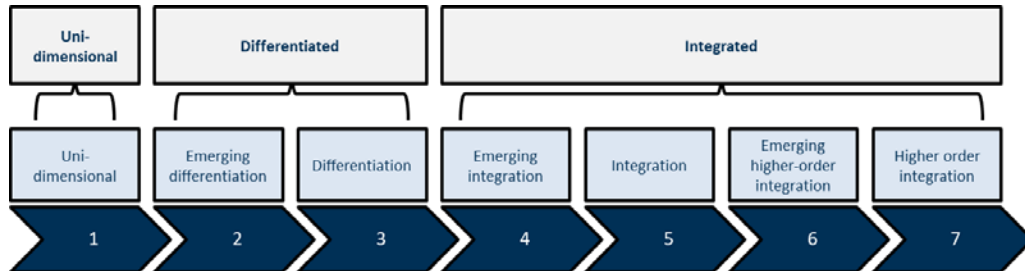 Uni-
dimensional
Differentiated
Integrated
Uni-
dimensional
Emerging
differentiation
Differentiation
Emerging
integration
Integration
Emerging
higher-order
integration
Higher order
integration
1
2
3
4
5
6
7